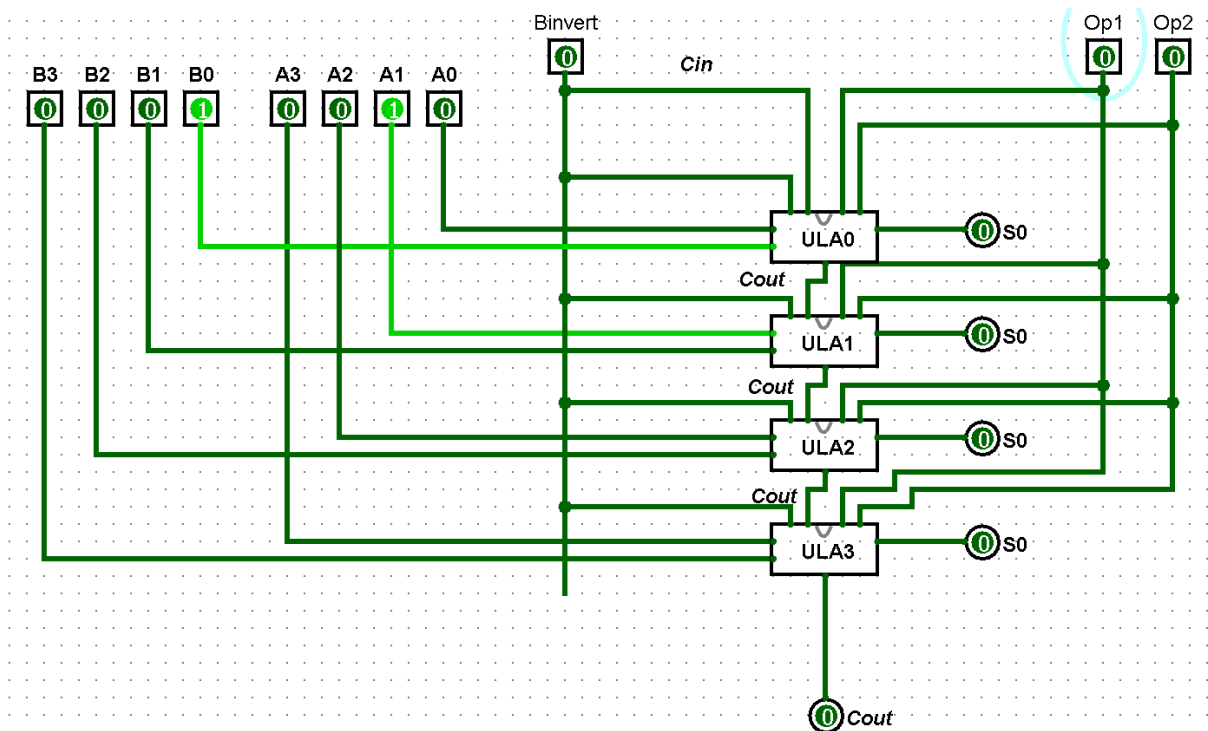 Binvert
Op1 Op2
0
0 0
Cin
B3 B2 B1 B0 A3 A2 A1 A0
0 0 0 1 0 0 1 0
ULA0
0 S0
Cout
ULA1
0 S0
Cout
ULA2
0 S0
Cout
ULA3
0 S0
0 Cout